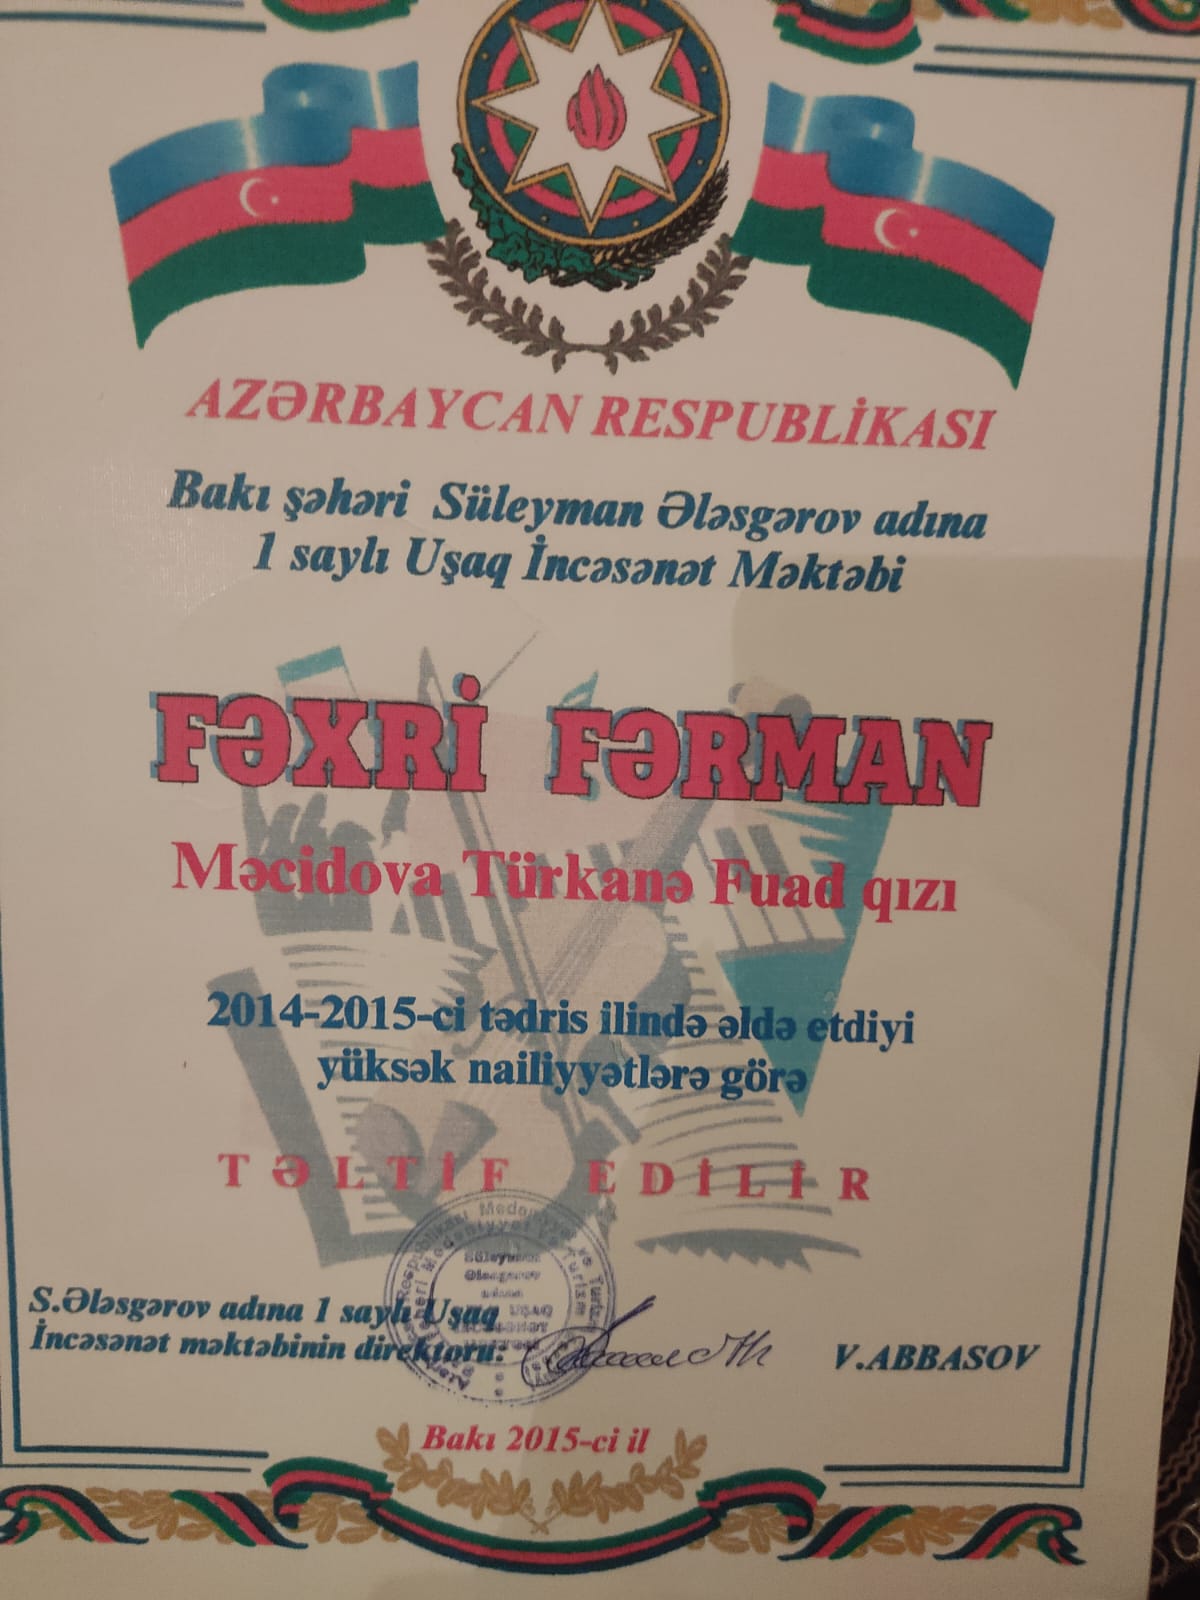 AZƏRBAYCAN RESPUBLİKASI
Bakı şəhəri Süleyman Ələsgərov adına
1 saylı Uşaq İncəsənət Məktəbi
FƏXRİ FƏRMAN
Məcidova Türkanə Fuad qızı
2014-2015-ci tədris ilində əldə etdiyi
yüksək nailiyyətlərə görə
TƏLTİF EDİLİR
S.Ələsgərov adına 1 saylı Uşaq
İncəsənət məktəbinin direktoru:
V.ABBASOV
Bakı 2015-ci il